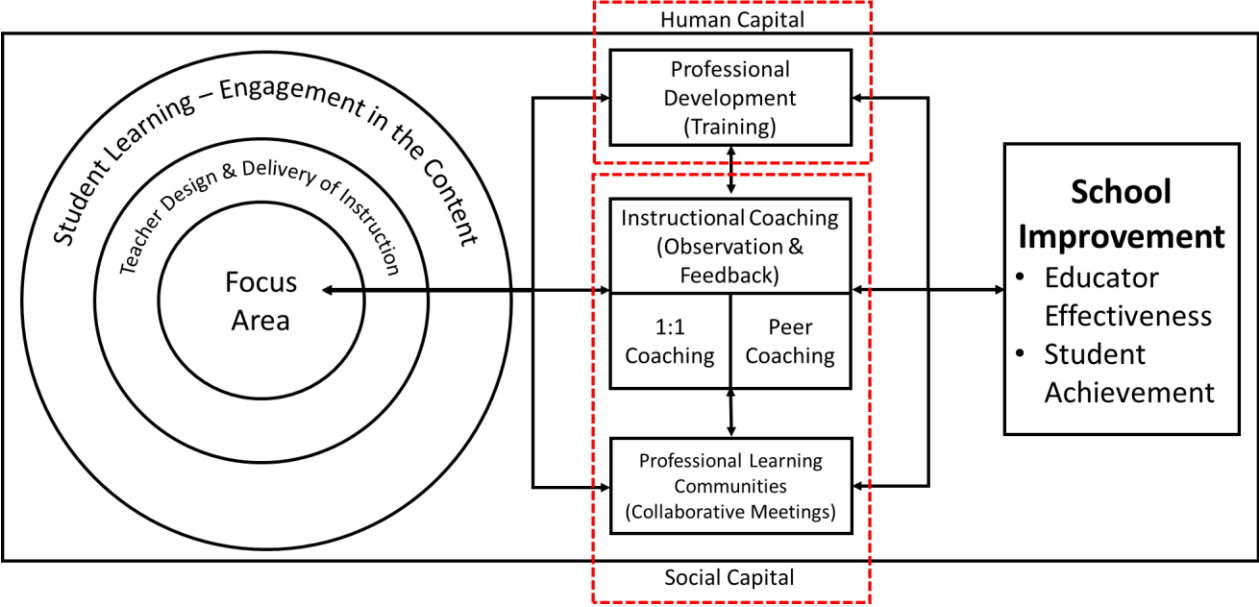 Human Capital
Student Learning – Engagement in the Content
Teacher Design & Delivery of Instruction
Focus
Area
Professional
Development
(Training)
Instructional Coaching
(Observation &
Feedback)
1:1
Coaching
Peer
Coaching
Professional Learning
Communities
(Collaborative Meetings)
Social Capital
School
Improvement
• Educator
Effectiveness
• Student
Achievement